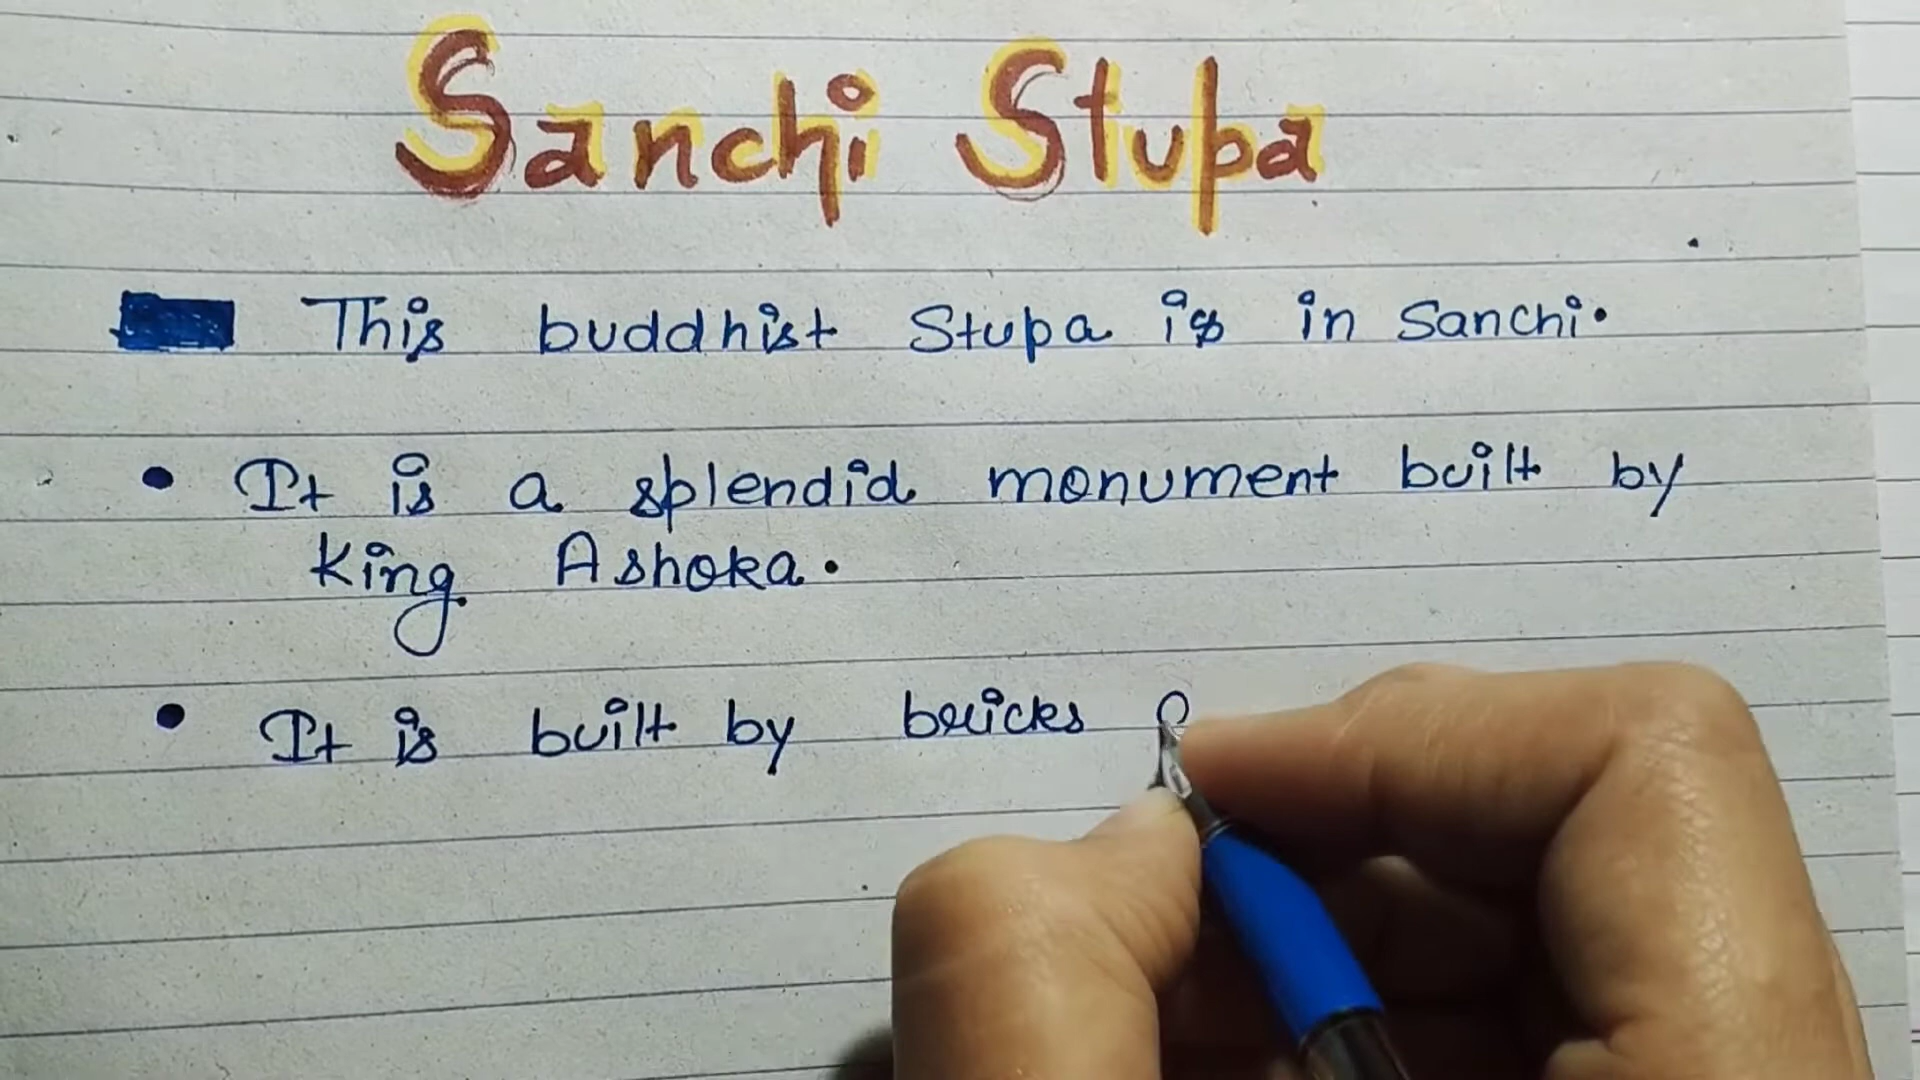 Sanchi Stupa
This buddhist Stupa is in Sanchi.
• It is a splendid monument built by
King Ashoka.
• It is built by bricks